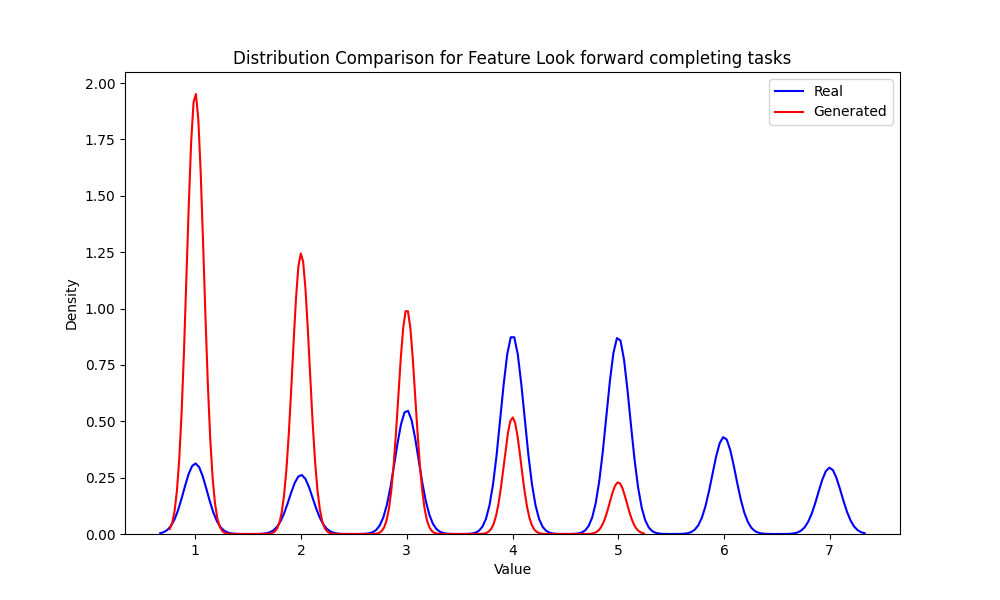 Distribution Comparison for Feature Look forward completing tasks
Real
Generated
2.00
1.75
1.50
1.25
1.00
0.75
0.50
0.25
0.00
Density
1 2 3 4 5 6 7
Value